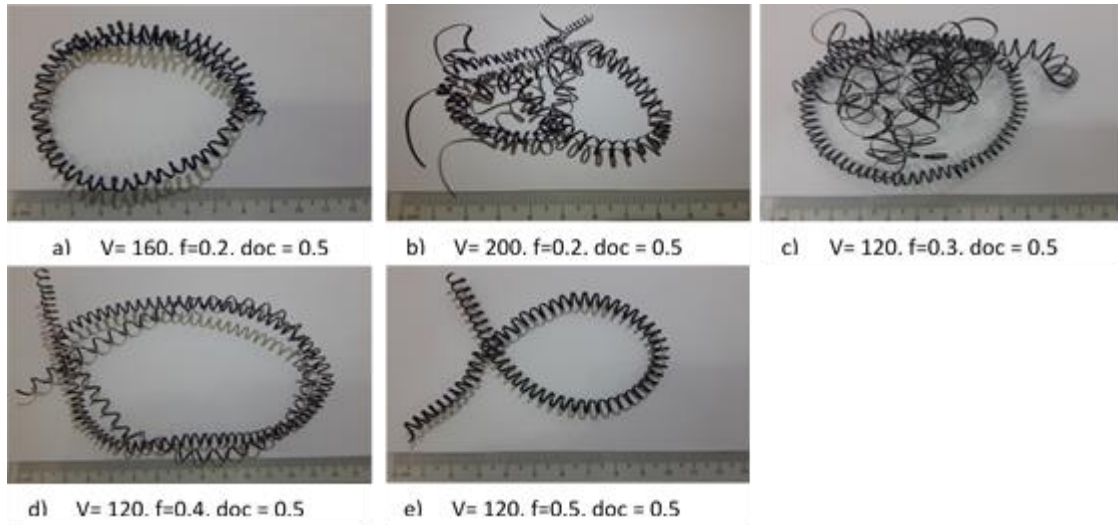 a) V= 160. f=0.2. doc = 0.5
b) V= 200. f=0.2. doc = 0.5
c) V= 120. f=0.3. doc = 0.5
d) V= 120. f=0.4. doc = 0.5
e) V= 120. f=0.5. doc = 0.5